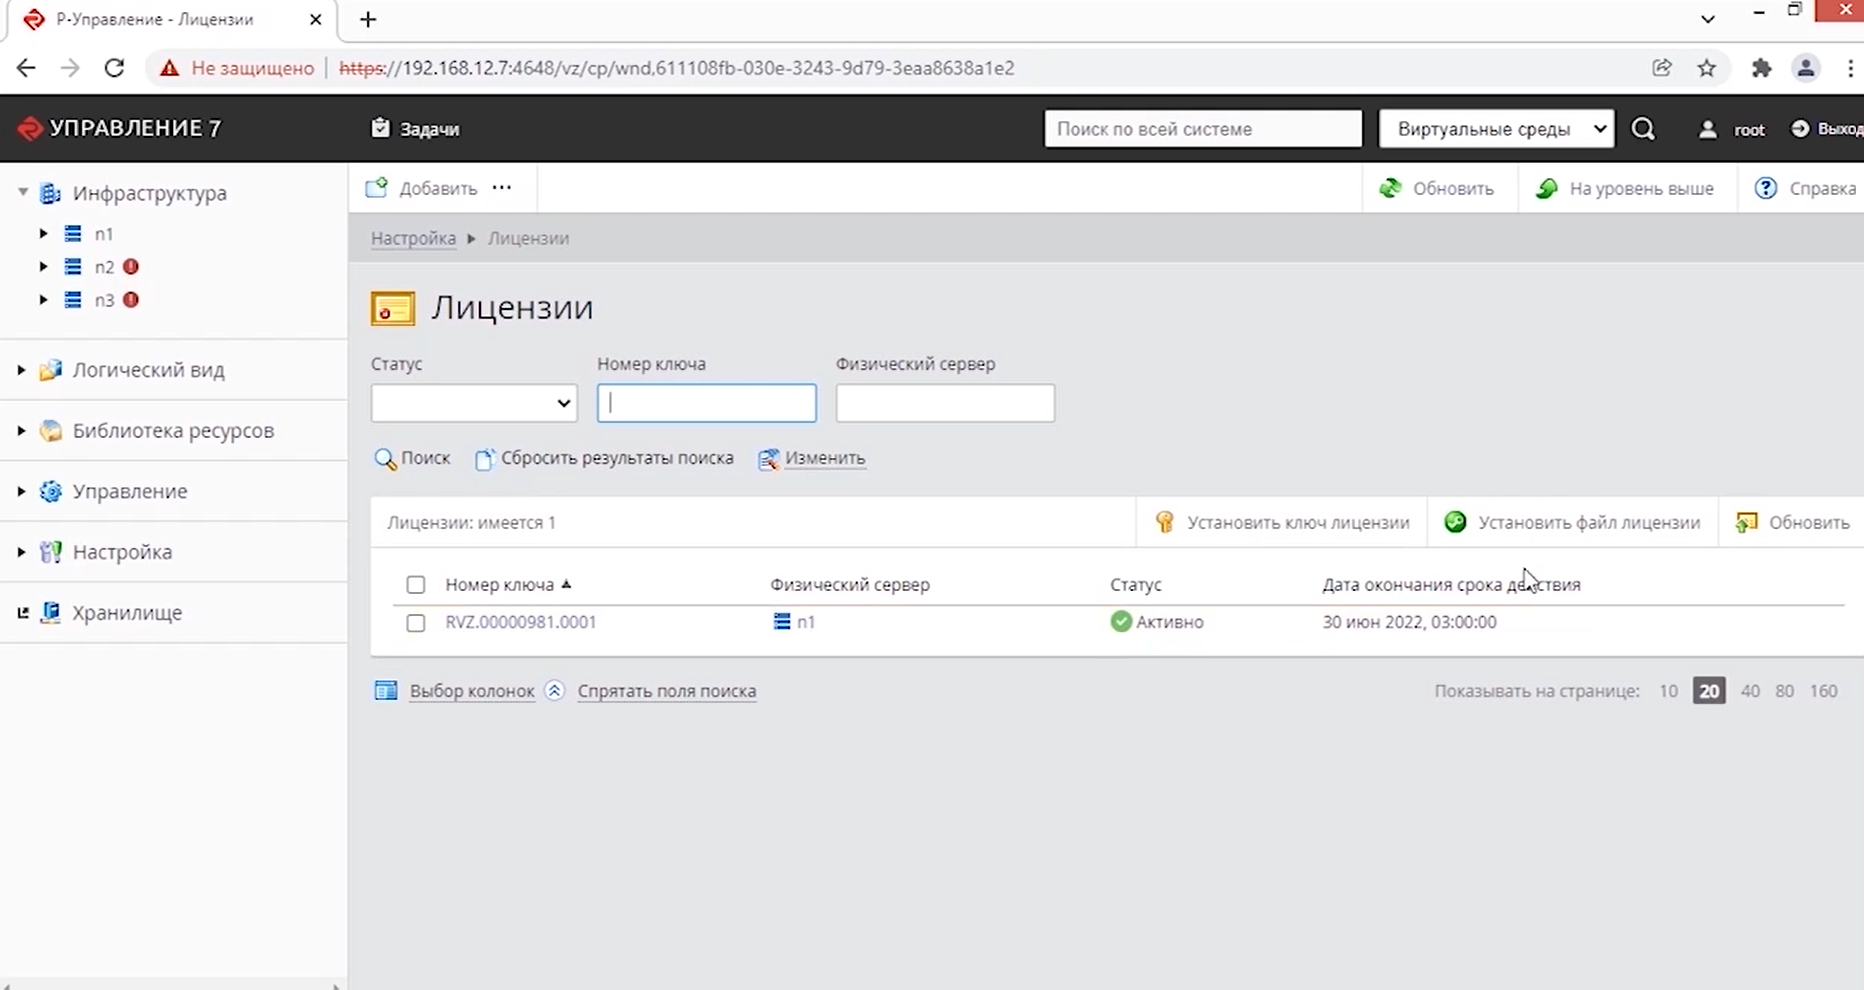 Р-Управление - Лицензии
Не защищено https://192.168.12.7:4648/vz/cp/wnd,611108fb-030e-3243-9d79-3eaa8638a1e2
УПРАВЛЕНИЕ 7 Задачи Поиск по всей системе Виртуальные среды root Выход
Добавить ... Обновить На уровень выше Справка
Инфраструктура
n1
n2
n3
Логический вид
Библиотека ресурсов
Управление
Настройка
Хранилище
Настройка Лицензии
Лицензии
Статус Номер ключа Физический сервер
Поиск Сбросить результаты поиска Изменить
Лицензии: имеется 1 Установить ключ лицензии Установить файл лицензии Обновить
Номер ключа Физический сервер Статус Дата окончания срока действия
RVZ.00000981.0001 n1 Активно 30 июн 2022, 03:00:00
Выбор колонок Спрятать поля поиска Показывать на странице: 10 20 40 80 160